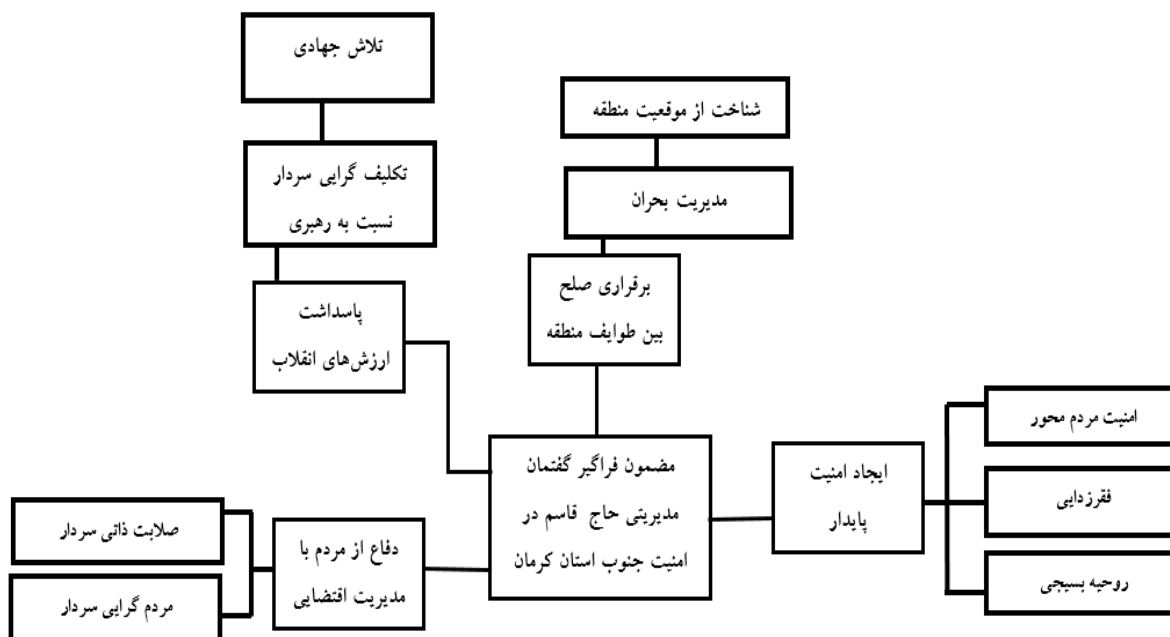 تلاش جهادی
شناخت از موقعیت منطقه
تکلیف گرایی سردار
نسبت به رهبری
مدیریت بحران
پاسداشت
ارزش‌های انقلاب
برقراری صلح
بین طوایف منطقه
امنیت مردم محور
فقرزدایی
روحیه بسیجی
ایجاد امنیت
پایدار
مضمون فراگیر گفتمان
مدیریتی حاج قاسم در
امنیت جنوب استان کرمان
دفاع از مردم با
مدیریت اقتضایی
صلابت ذاتی سردار
مردم گرایی سردار